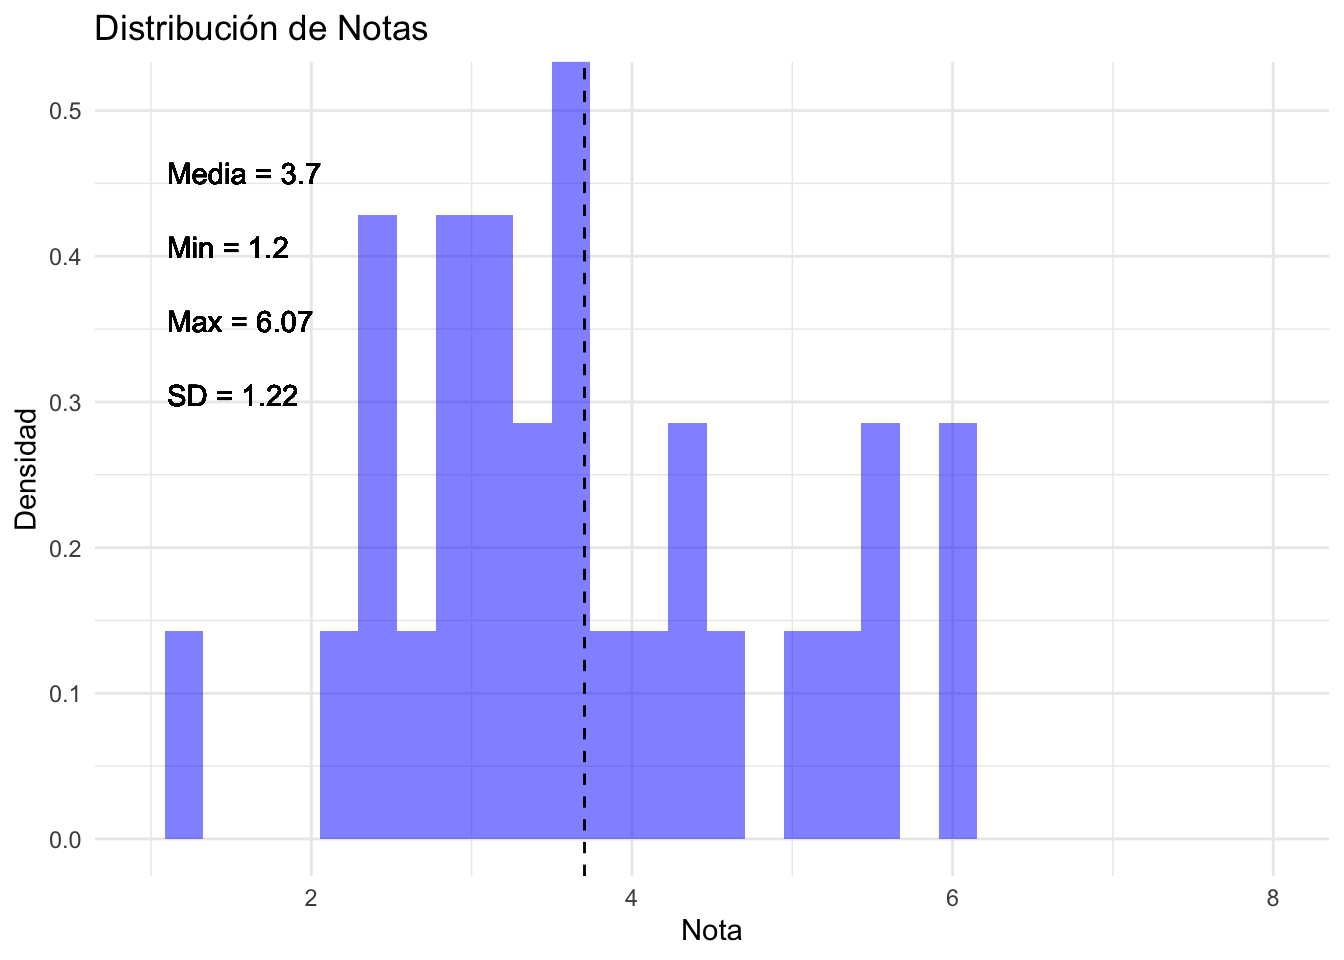 Distribución de Notas
0.5
Media = 3.7
Min = 1.2
0.4
Max = 6.07
SD = 1.22
0.3
Densidad
0.2
0.1
0.0
2 4 6 8
Nota